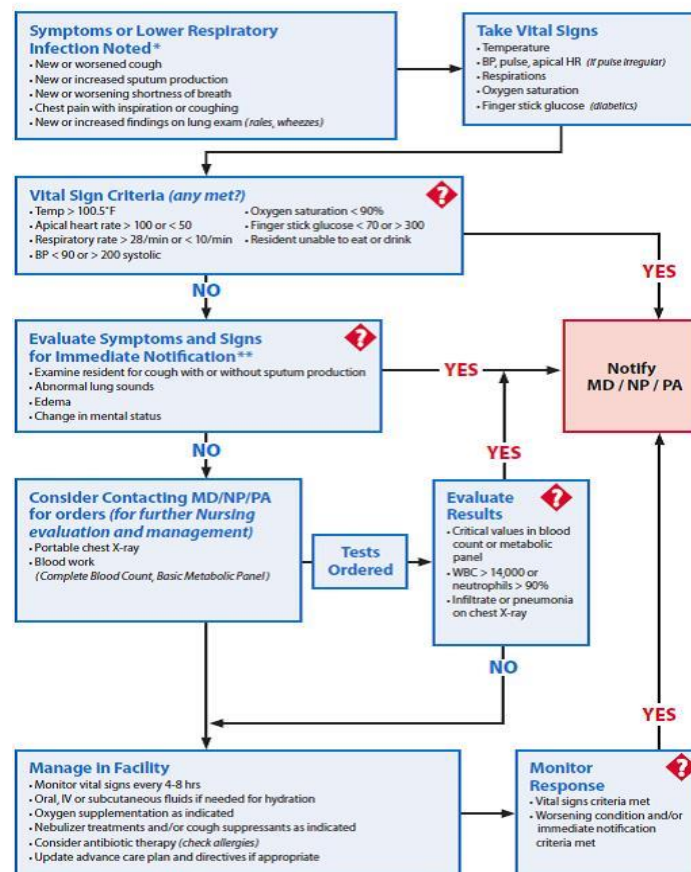 Symptoms or Lower Respiratory
Infection Noted*
• New or worsened cough
• New or increased sputum production
• New or worsening shortness of breath
• Chest pain with inspiration or coughing
• New or increased findings on lung exam (rales, wheezes)
Take Vital Signs
• Temperature
• BP, pulse, apical HR (if pulse irregular)
• Respirations
• Oxygen saturation
• Finger stick glucose (diabetics)
Vital Sign Criteria (any met?)
• Temp > 100.5°F
• Apical heart rate > 100 or < 50
• Respiratory rate > 28/min or < 10/min
• BP < 90 or > 200 systolic
• Oxygen saturation < 90%
• Finger stick glucose < 70 or > 300
• Resident unable to eat or drink
?
YES
NO
Evaluate Symptoms and Signs
for Immediate Notification**
• Examine resident for cough with or without sputum production
• Abnormal lung sounds
• Edema
• Change in mental status
?
YES
Notify
MD / NP / PA
NO
YES
Consider Contacting MD/NP/PA
for orders (for further Nursing
evaluation and management)
• Portable chest X-ray
• Blood work
(Complete Blood Count, Basic Metabolic Panel)
Tests
Ordered
Evaluate
Results
?
• Critical values in blood
count or metabolic
panel
• WBC > 14,000 or
neutrophils > 90%
• Infiltrate or pneumonia
on chest X-ray
NO
YES
Manage in Facility
• Monitor vital signs every 4-8 hrs
• Oral, IV or subcutaneous fluids if needed for hydration
• Oxygen supplementation as indicated
• Nebulizer treatments and/or cough suppressants as indicated
• Consider antibiotic therapy (check allergies)
• Update advance care plan and directives if appropriate
Monitor
Response
?
• Vital signs criteria met
• Worsening condition and/or
immediate notification
criteria met